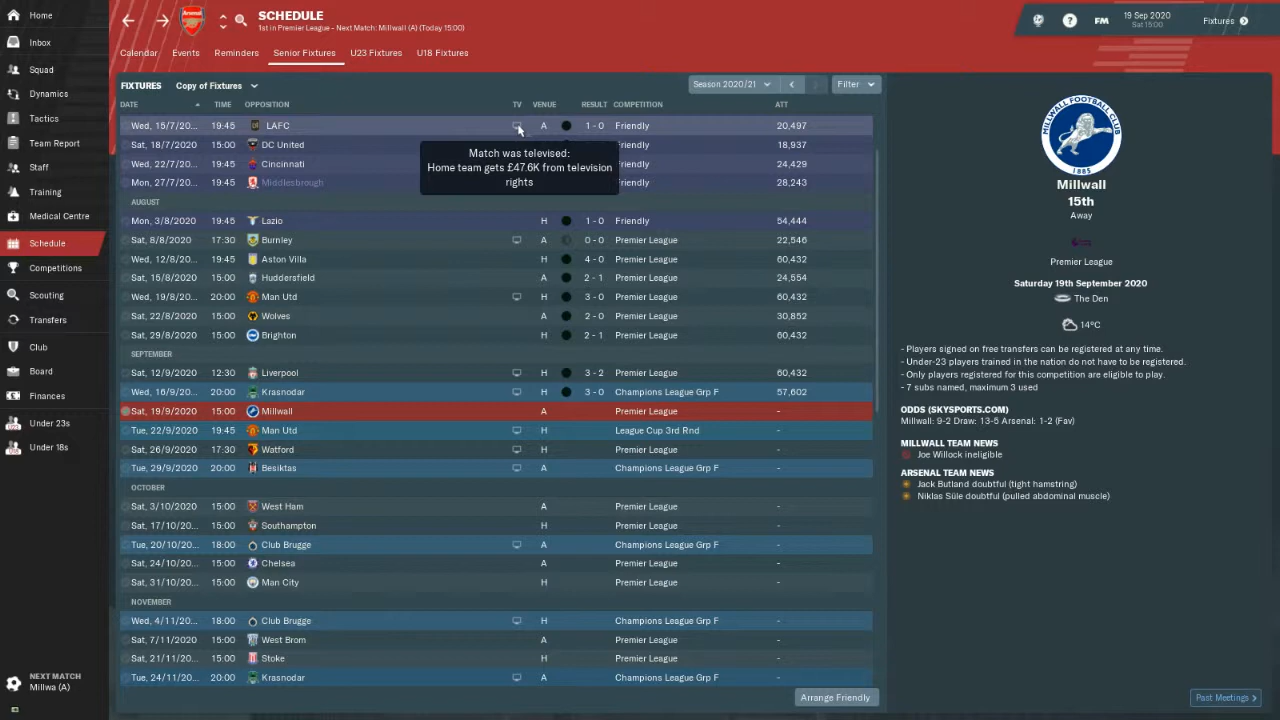 Home
Inbox
Squad
Dynamics
Tactics
Team Report
Staff
Training
Medical Centre
Schedule
Competitions
Scouting
Transfers
Club
Board
Finances
Under 23s
Under 18s
NEXT MATCH
Millwa (A)
SCHEDULE
1st in Premier League - Next Match: Millwall (A) (Today 15:00)
FM
19 Sep 2020
Sat 15:00
Fixtures
Calendar Events Reminders Senior Fixtures U23 Fixtures U18 Fixtures
FIXTURES Copy of Fixtures Season 2020/21 Filter
DATE TIME OPPOSITION TV VENUE RESULT COMPETITION ATT
Wed, 15/7/20... 19:45 LAFC A 1 - 0 Friendly 20,497
Sat, 18/7/20... 15:00 DC United riendly 18,937
Wed, 22/7/20... 19:45 Cincinnati riendly 24,429
Mon, 27/7/20... 19:45 Middlesbrough riendly 28,243
Match was televised:
Home team gets £47.6K from television
rights
AUGUST
Mon, 3/8/2020 19:45 Lazio H 1 - 0 Friendly 54,444
Sat, 8/8/2020 17:30 Burnley A 0 - 0 Premier League 22,546
Wed, 12/8/20... 19:45 Aston Villa H 4 - 0 Premier League 60,432
Sat, 15/8/2020 15:00 Huddersfield A 2 - 1 Premier League 24,554
Wed, 19/8/20... 20:00 Man Utd H 3 - 0 Premier League 60,432
Sat, 22/8/2020 15:00 Wolves A 2 - 0 Premier League 30,852
Sat, 29/8/2020 15:00 Brighton H 2 - 1 Premier League 60,432
SEPTEMBER
Sat, 12/9/2020 12:30 Liverpool H 3 - 2 Premier League 60,432
Wed, 16/9/20... 20:00 Krasnodar H 3 - 0 Champions League Grp F 57,602
Sat, 19/9/2020 15:00 Millwall A Premier League -
Tue, 22/9/2020 19:45 Man Utd H League Cup 3rd Rnd -
Sat, 26/9/2020 17:30 Watford H Premier League -
Tue, 29/9/2020 20:00 Besiktas A Champions League Grp F -
OCTOBER
Sat, 3/10/2020 15:00 West Ham A Premier League -
Sat, 17/10/20... 15:00 Southampton H Premier League -
Tue, 20/10/20... 18:00 Club Brugge A Champions League Grp F -
Sat, 24/10/20... 15:00 Chelsea A Premier League -
Sat, 31/10/20... 15:00 Man City H Premier League -
NOVEMBER
Wed, 4/11/20... 18:00 Club Brugge H Champions League Grp F -
Sat, 7/11/2020 15:00 West Brom A Premier League -
Sat, 21/11/20... 15:00 Stoke H Premier League -
Tue, 24/11/20... 20:00 Krasnodar A Champions League Grp F -
Arrange Friendly
MILLWALL FOOTBALL CLUB
1885
Millwall
15th
Away
Premier League
Saturday 19th September 2020
The Den
14°C
- Players signed on free transfers can be registered at any time.
- Under-23 players trained in the nation do not have to be registered.
- Only players registered for this competition are eligible to play.
- 7 subs named, maximum 3 used
ODDS (SKYSPORTS.COM)
Millwall: 9-2 Draw: 13-5 Arsenal: 1-2 (Fav)
MILLWALL TEAM NEWS
Joe Willock ineligible
ARSENAL TEAM NEWS
Jack Butland doubtful (tight hamstring)
Niklas Süle doubtful (pulled abdominal muscle)
Past Meetings